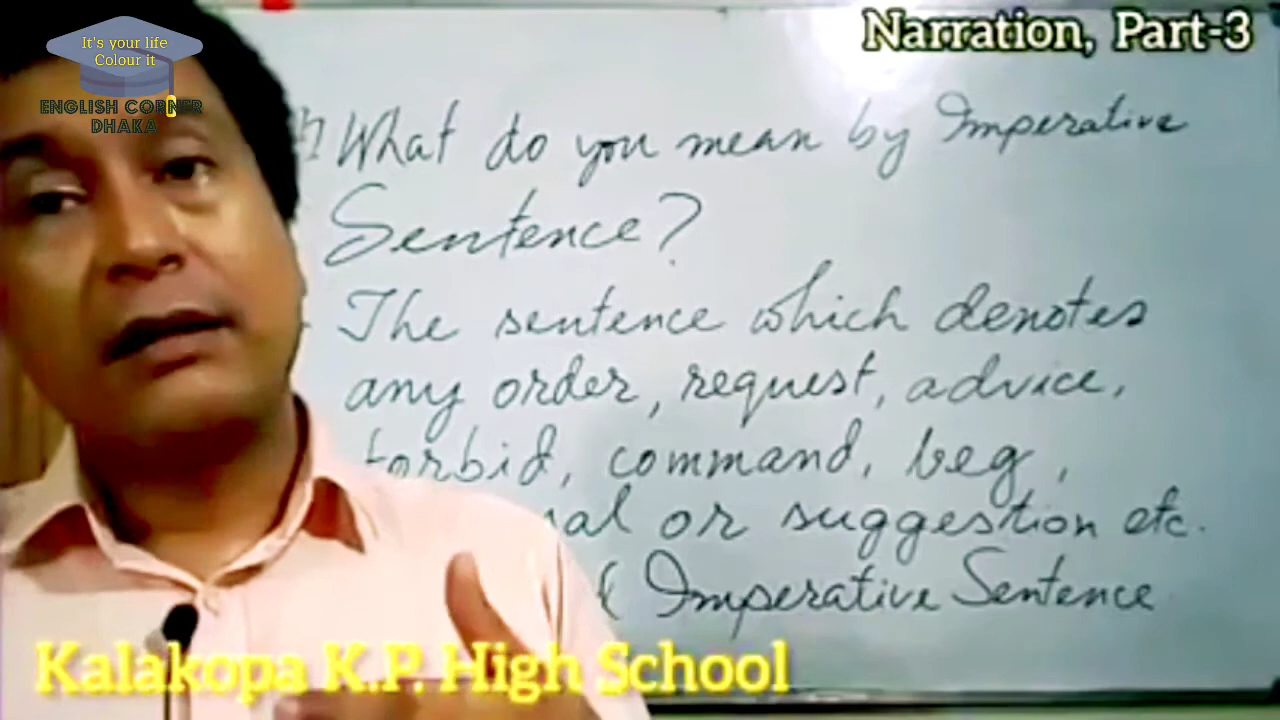 It's your life
Colour it
ENGLISH CORNER
DHAKA
Narration, Part-3
What do you mean by Imperative
Sentence?
The sentence which denotes
any order, request, advice,
forbid, command, beg,
or suggestion etc.
Imperative Sentence
Kalakopa K.P. High School